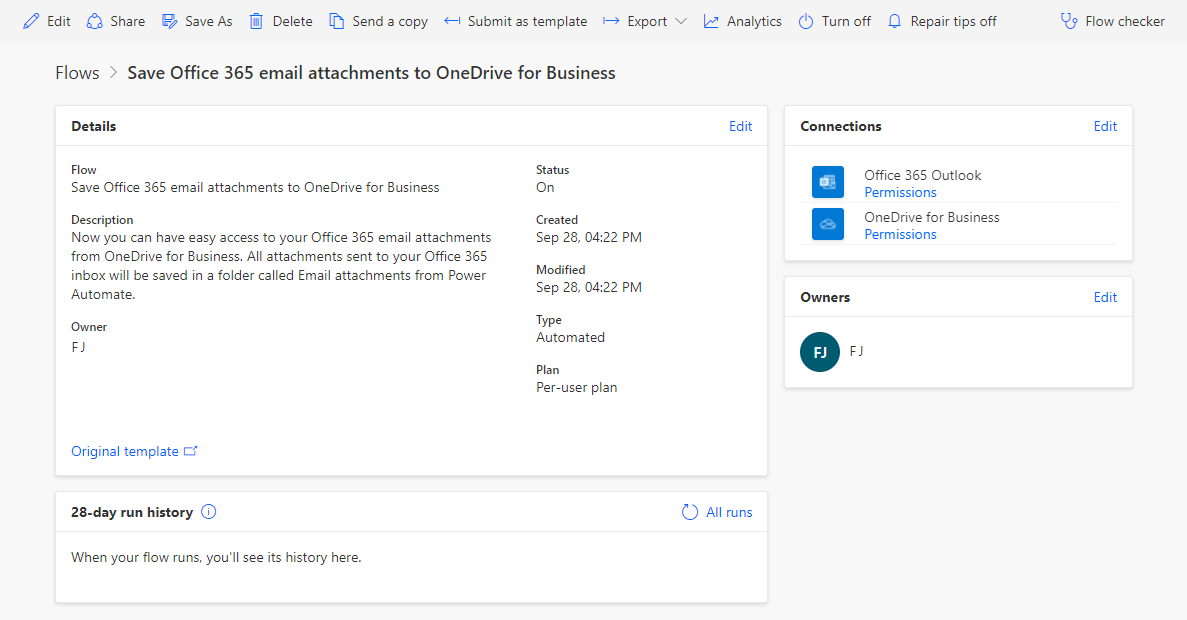 Edit Share Save As Delete Send a copy Submit as template Export Analytics Turn off Repair tips off Flow checker
Flows > Save Office 365 email attachments to OneDrive for Business
Details Edit
Flow
Save Office 365 email attachments to OneDrive for Business
Description
Now you can have easy access to your Office 365 email attachments
from OneDrive for Business. All attachments sent to your Office 365
inbox will be saved in a folder called Email attachments from Power
Automate.
Owner
FJ
Status
On
Created
Sep 28, 04:22 PM
Modified
Sep 28, 04:22 PM
Type
Automated
Plan
Per-user plan
Original template
28-day run history All runs
When your flow runs, you'll see its history here.
Connections Edit
Office 365 Outlook
Permissions
OneDrive for Business
Permissions
Owners Edit
FJ FJ